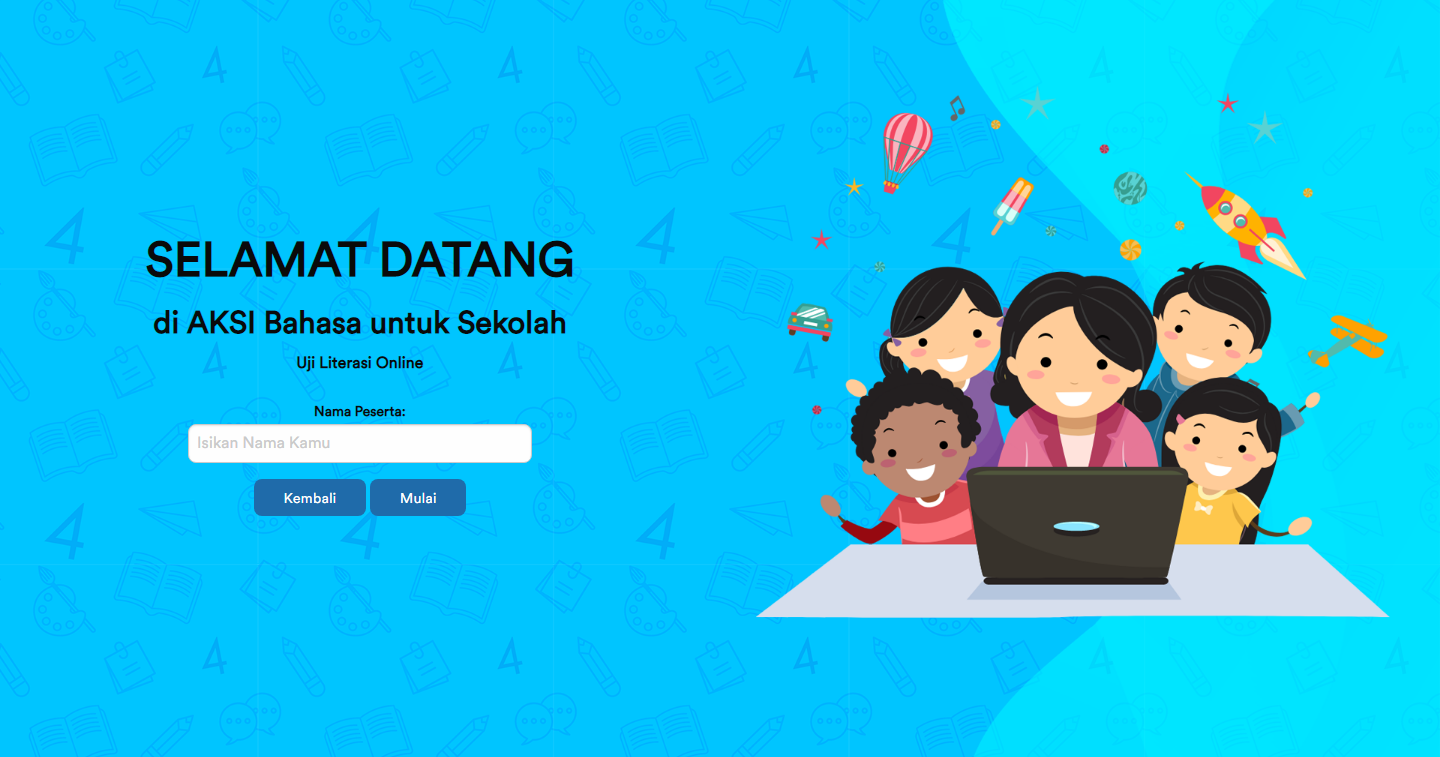 SELAMAT DATANG
di AKSI Bahasa untuk Sekolah
Uji Literasi Online
Nama Peserta:
Isikan Nama Kamu
Kembali Mulai